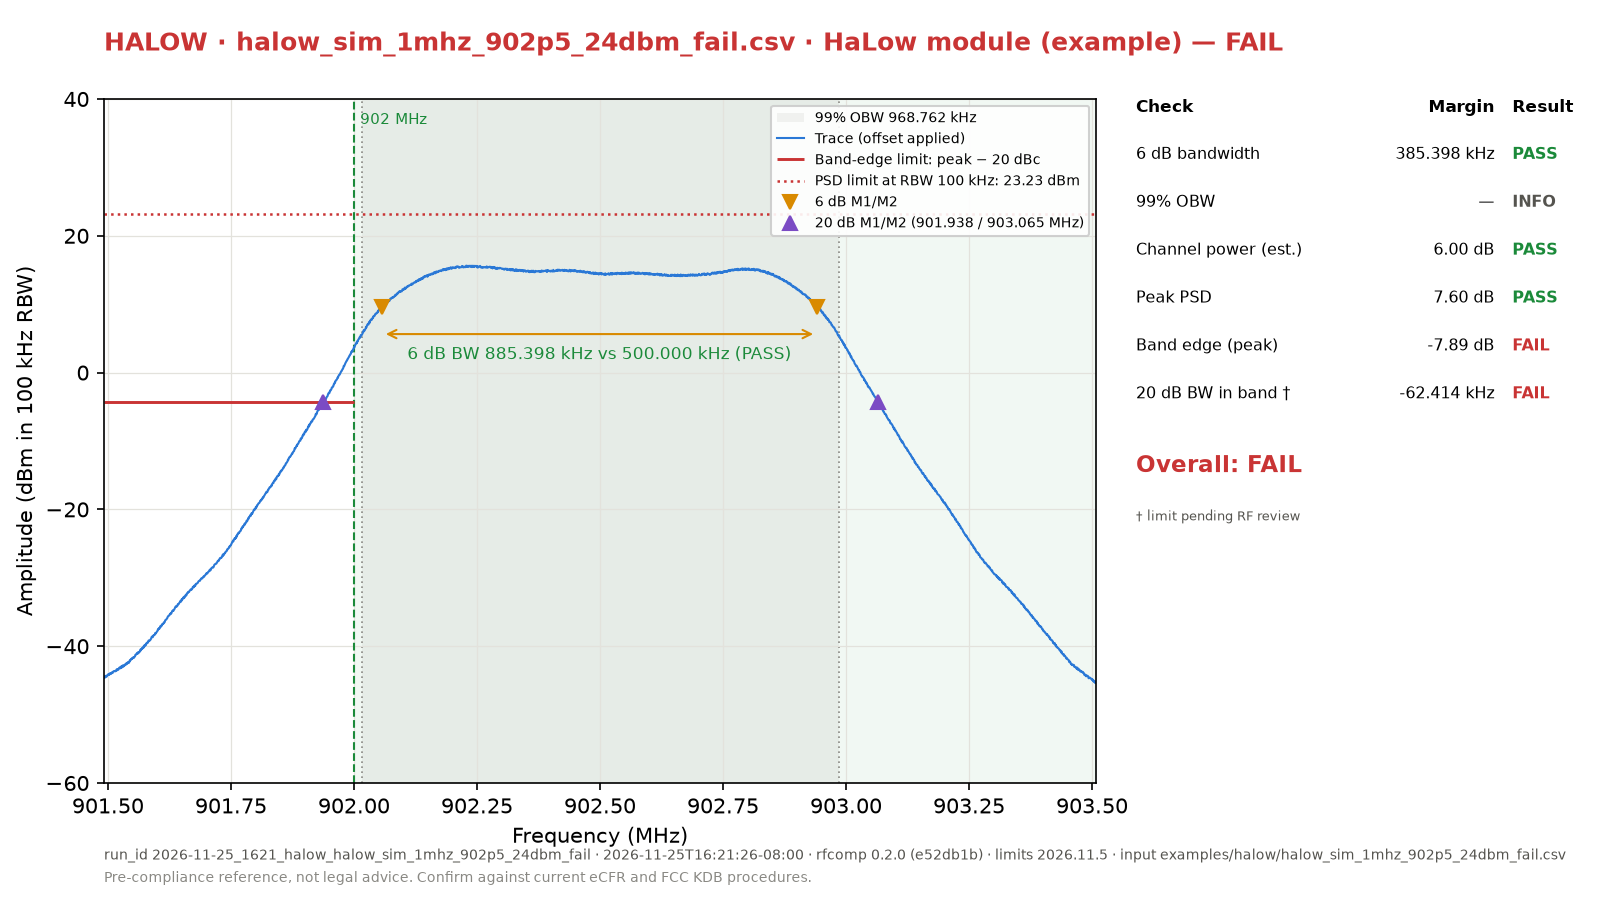 HALOW · halow_sim_1mhz_902p5_24dbm_fail.csv · HaLow module (example) — FAIL
40
20
0
−20
−40
−60
Amplitude (dBm in 100 kHz RBW)
902 MHz
99% OBW 968.762 kHz
Trace (offset applied)
Band-edge limit: peak − 20 dBc
PSD limit at RBW 100 kHz: 23.23 dBm
6 dB M1/M2
20 dB M1/M2 (901.938 / 903.065 MHz)
6 dB BW 885.398 kHz vs 500.000 kHz (PASS)
901.50 901.75 902.00 902.25 902.50 902.75 903.00 903.25 903.50
Frequency (MHz)
Check Margin Result
6 dB bandwidth 385.398 kHz PASS
99% OBW — INFO
Channel power (est.) 6.00 dB PASS
Peak PSD 7.60 dB PASS
Band edge (peak) -7.89 dB FAIL
20 dB BW in band † -62.414 kHz FAIL
Overall: FAIL
† limit pending RF review
run_id 2026-11-25_1621_halow_halow_sim_1mhz_902p5_24dbm_fail · 2026-11-25T16:21:26-08:00 · rfcomp 0.2.0 (e52db1b) · limits 2026.11.5 · input examples/halow/halow_sim_1mhz_902p5_24dbm_fail.csv
Pre-compliance reference, not legal advice. Confirm against current eCFR and FCC KDB procedures.